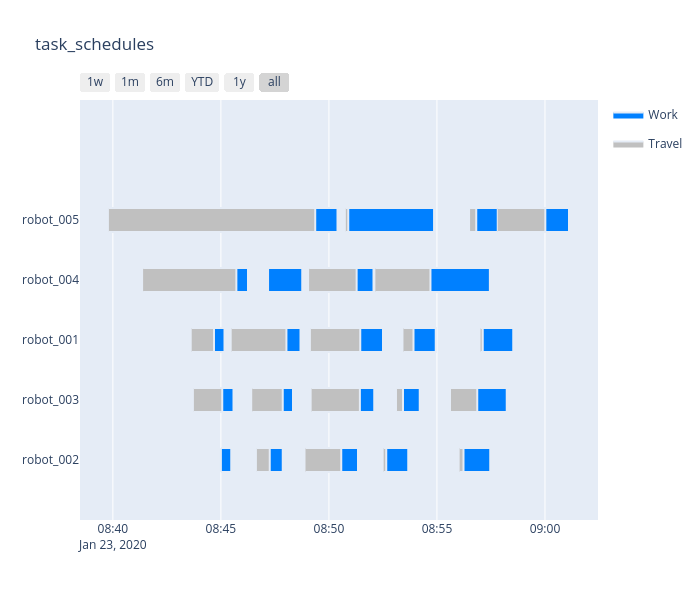 task_schedules
1w 1m 6m YTD 1y all
Work
Travel
robot_005
robot_004
robot_001
robot_003
robot_002
08:40 08:45 08:50 08:55 09:00
Jan 23, 2020